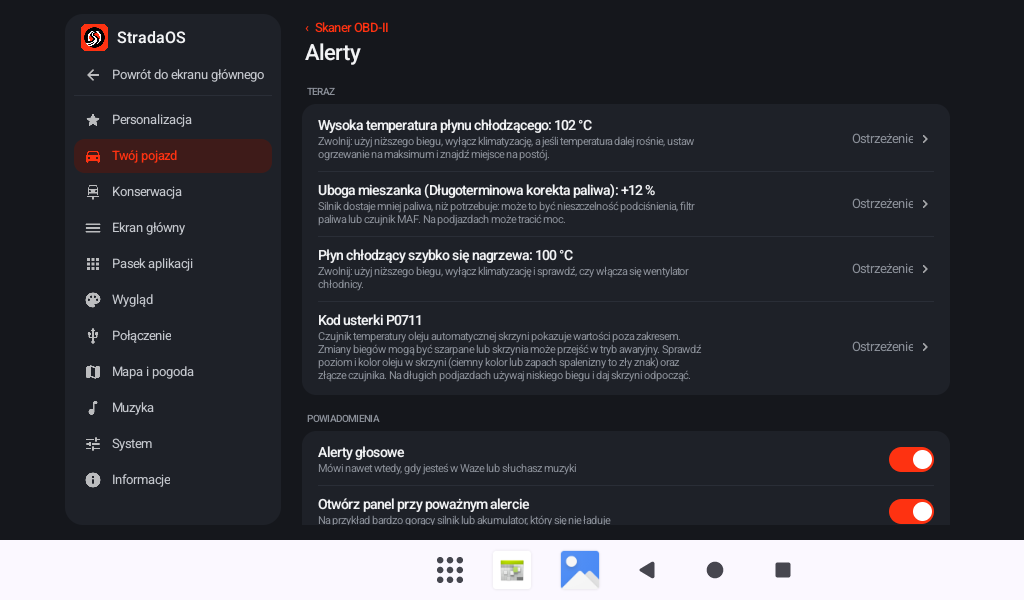 StradaOS
Powrót do ekranu głównego
Personalizacja
Twój pojazd
Konserwacja
Ekran główny
Pasek aplikacji
Wygląd
Połączenie
Mapa i pogoda
Muzyka
System
Informacje
‹ Skaner OBD-II
Alerty
TERAZ
Wysoka temperatura płynu chłodzącego: 102 °C
Zwolnij: użyj niższego biegu, wyłącz klimatyzację, a jeśli temperatura dalej rośnie, ustaw
ogrzewanie na maksimum i znajdź miejsce na postój.
Ostrzeżenie
Uboga mieszanka (Długoterminowa korekta paliwa): +12 %
Silnik dostaje mniej paliwa, niż potrzebuje: może to być nieszczelność podciśnienia, filtr
paliwa lub czujnik MAF. Na podjazdach może tracić moc.
Ostrzeżenie
Płyn chłodzący szybko się nagrzewa: 100 °C
Zwolnij: użyj niższego biegu, wyłącz klimatyzację i sprawdź, czy włącza się wentylator
chłodnicy.
Ostrzeżenie
Kod usterki P0711
Czujnik temperatury oleju automatycznej skrzyni pokazuje wartości poza zakresem.
Zmiany biegów mogą być szarpane lub skrzynia może przejść w tryb awaryjny. Sprawdź
poziom i kolor oleju w skrzyni (ciemny kolor lub zapach spalenizny to zły znak) oraz
złącze czujnika. Na długich podjazdach używaj niskiego biegu i daj skrzyni odpocząć.
Ostrzeżenie
POWIADOMIENIA
Alerty głosowe
Mówi nawet wtedy, gdy jesteś w Waze lub słuchasz muzyki
Otwórz panel przy poważnym alercie
Na przykład bardzo gorący silnik lub akumulator, który się nie ładuje